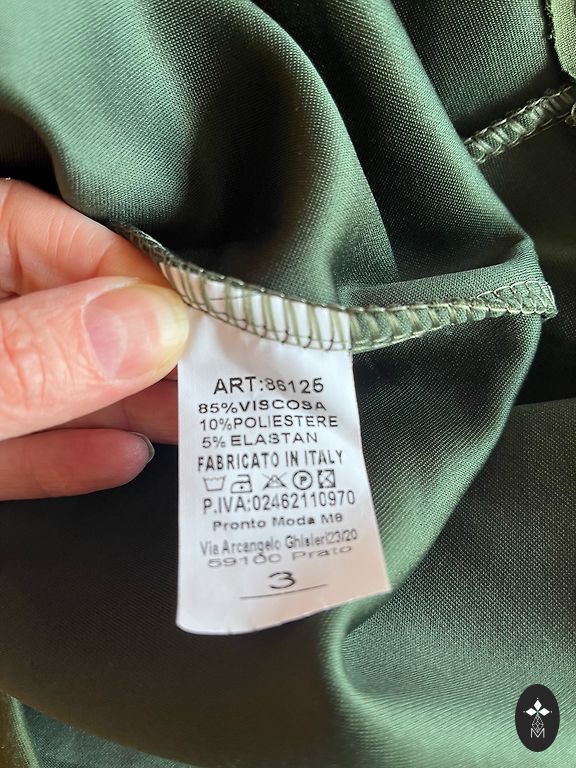 ART:86125
85%VISCOSA
10%POLIESTERE
5% ELASTAN
FABRICATO IN ITALY
P.IVA:02462110970
Pronto Moda M8
Via Arcangelo Ghisleri23/20
59100 Prato
3
M